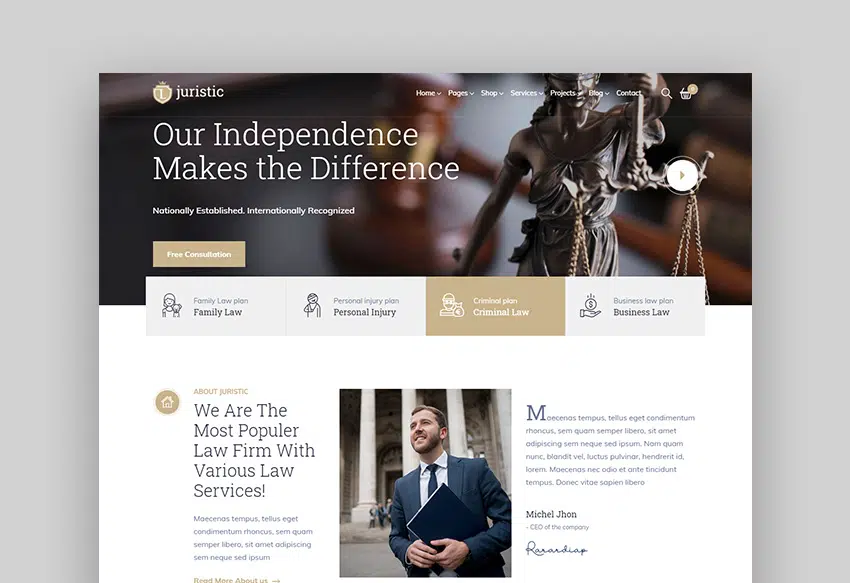 juristic
Home Pages Shop Services Projects Blog Contact
0
Our Independence
Makes the Difference
Nationally Established. Internationally Recognized
Free Consultation
Family Law plan
Family Law
Personal injury plan
Personal Injury
Criminal plan
Criminal Law
Business law plan
Business Law
ABOUT JURISTIC
We Are The
Most Populer
Law Firm With
Various Law
Services!
Maecenas tempus, tellus eget
condimentum rhoncus, sem quam
semper libero, sit amet adipiscing
sem neque sed ipsum
Read More About us
Maecenas tempus, tellus eget condimentum
rhoncus, sem quam semper libero, sit amet
adipiscing sem neque sed ipsum. Nam quam
nunc, blandit vel, luctus pulvinar, hendrerit id,
lorem. Maecenas nec odio et ante tincidunt
tempus. Donec vitae sapien libero
Michel Jhon
- CEO of the company